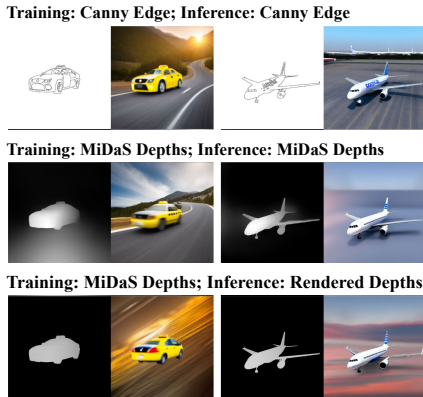 Training: Canny Edge; Inference: Canny Edge
Training: MiDaS Depths; Inference: MiDaS Depths
Training: MiDaS Depths; Inference: Rendered Depths